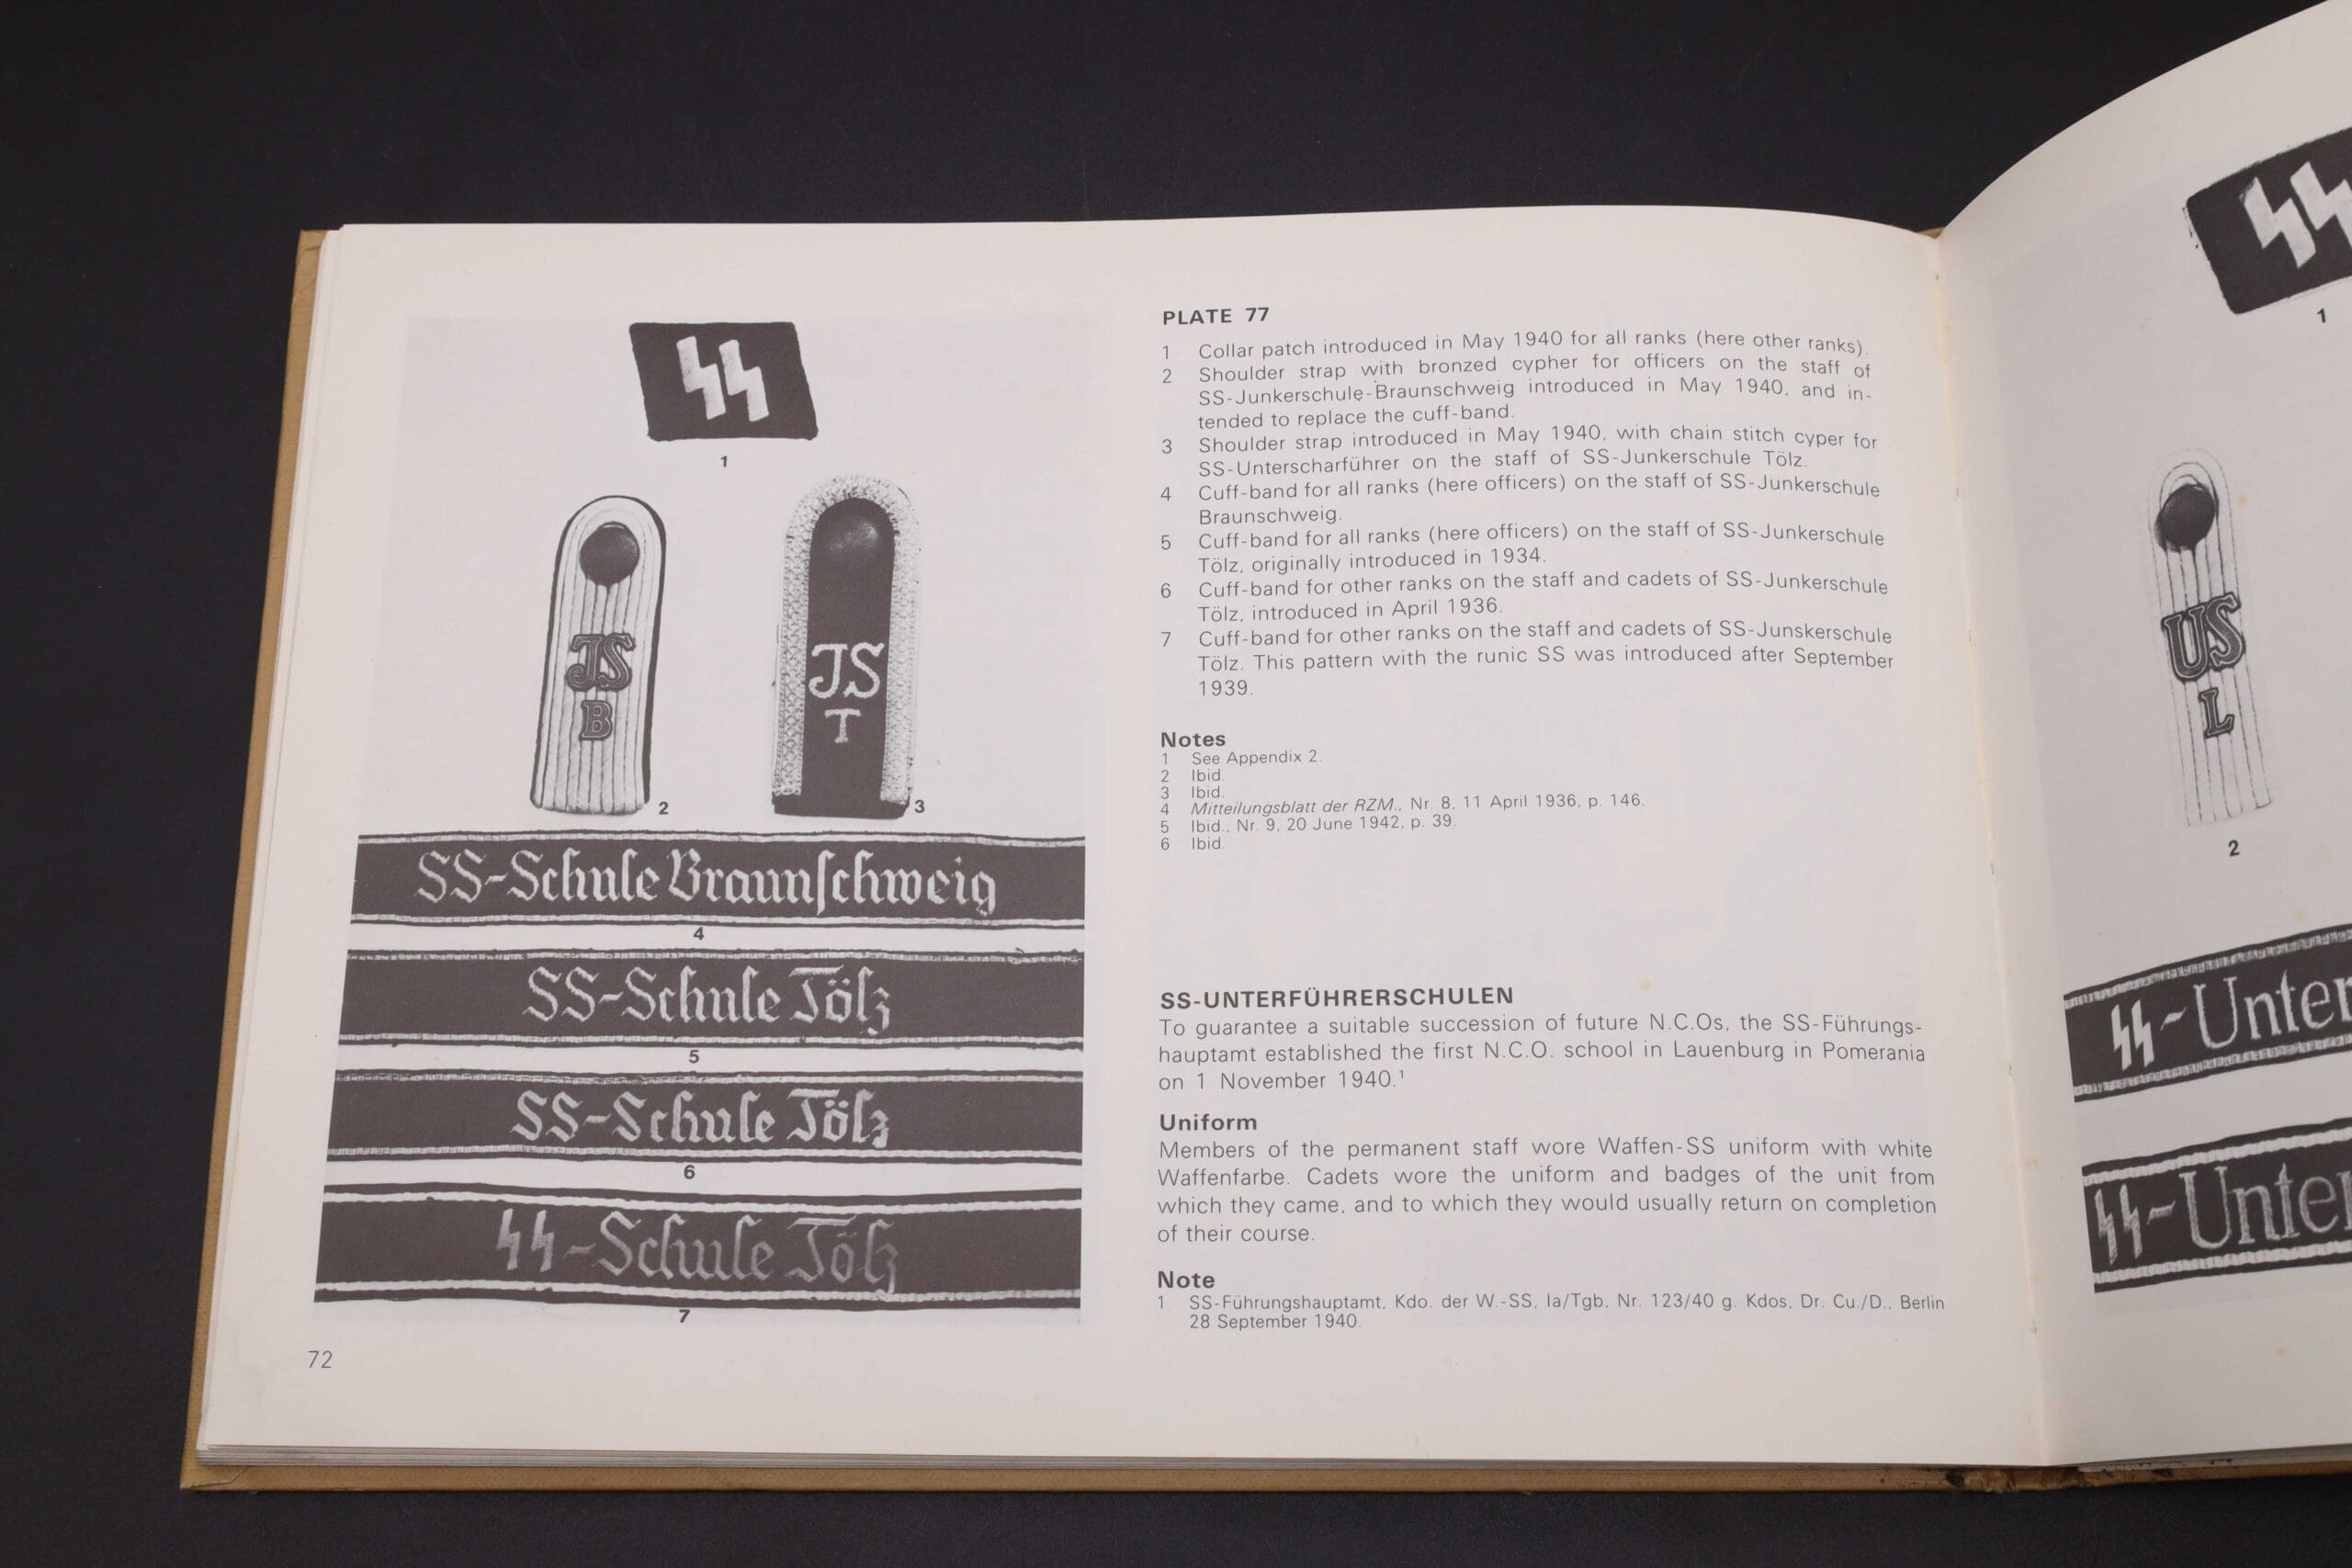 1
JS
B
2
JS
T
3
SS-Schule Braunschweig
4
SS-Schule Tölz
5
SS-Schule Tölz
6
SS-Schule Tölz
7
72
PLATE 77
1 Collar patch introduced in May 1940 for all ranks (here other ranks).
2 Shoulder strap with bronzed cypher for officers on the staff of
SS-Junkerschule-Braunschweig introduced in May 1940, and in-
tended to replace the cuff-band.
3 Shoulder strap introduced in May 1940, with chain stitch cyper for
SS-Unterscharführer on the staff of SS-Junkerschule Tölz.
4 Cuff-band for all ranks (here officers) on the staff of SS-Junkerschule
Braunschweig.
5 Cuff-band for all ranks (here officers) on the staff of SS-Junkerschule
Tölz, originally introduced in 1934.
6 Cuff-band for other ranks on the staff and cadets of SS-Junkerschule
Tölz, introduced in April 1936.
7 Cuff-band for other ranks on the staff and cadets of SS-Junskerschule
Tölz. This pattern with the runic SS was introduced after September
1939.
Notes
1 See Appendix 2.
2 Ibid.
3 Ibid.
4 Mitteilungsblatt der RZM., Nr. 8, 11 April 1936, p. 146.
5 Ibid., Nr. 9, 20 June 1942, p. 39.
6 Ibid.
SS-UNTERFÜHRERSCHULEN
To guarantee a suitable succession of future N.C.Os, the SS-Führungs-
hauptamt established the first N.C.O. school in Lauenburg in Pomerania
on 1 November 1940.¹
Uniform
Members of the permanent staff wore Waffen-SS uniform with white
Waffenfarbe. Cadets wore the uniform and badges of the unit from
which they came, and to which they would usually return on completion
of their course.
Note
1 SS-Führungshauptamt, Kdo. der W.-SS, Ia/Tgb. Nr. 123/40 g. Kdos, Dr. Cu./D., Berlin
28 September 1940.
SS
1
US
L
2
SS-Unter
SS-Unter